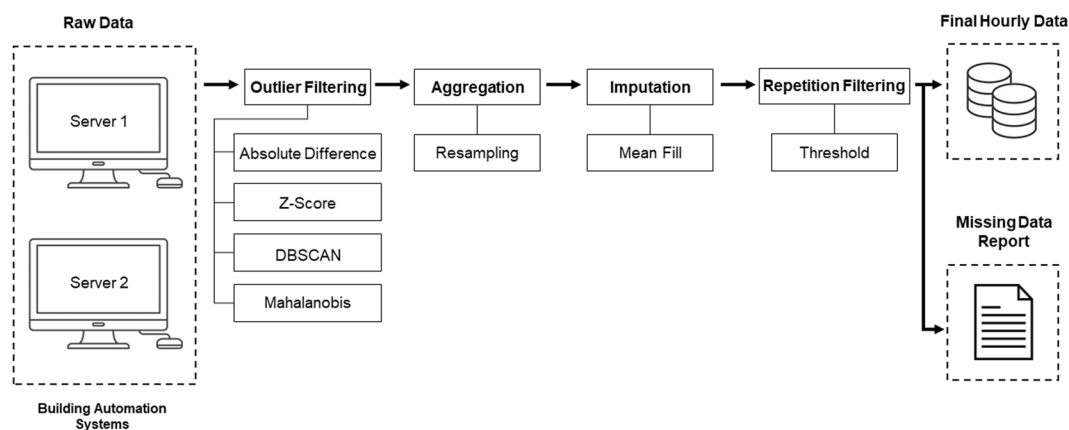 Raw Data
Server 1
Server 2
Building Automation
Systems
Outlier Filtering
Absolute Difference
Z-Score
DBSCAN
Mahalanobis
Aggregation
Resampling
Imputation
Mean Fill
Repetition Filtering
Threshold
Final Hourly Data
Missing Data
Report